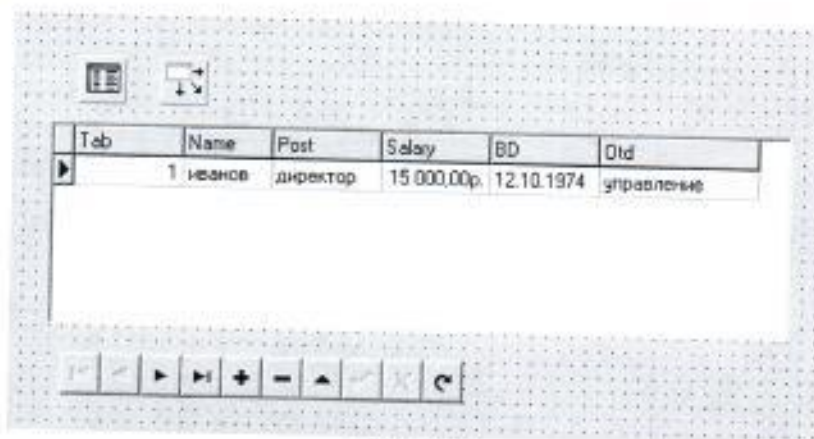 Tab Name Post Salary BD Otd
1 иванов директор 15 000,00р. 12.10.1974 управление